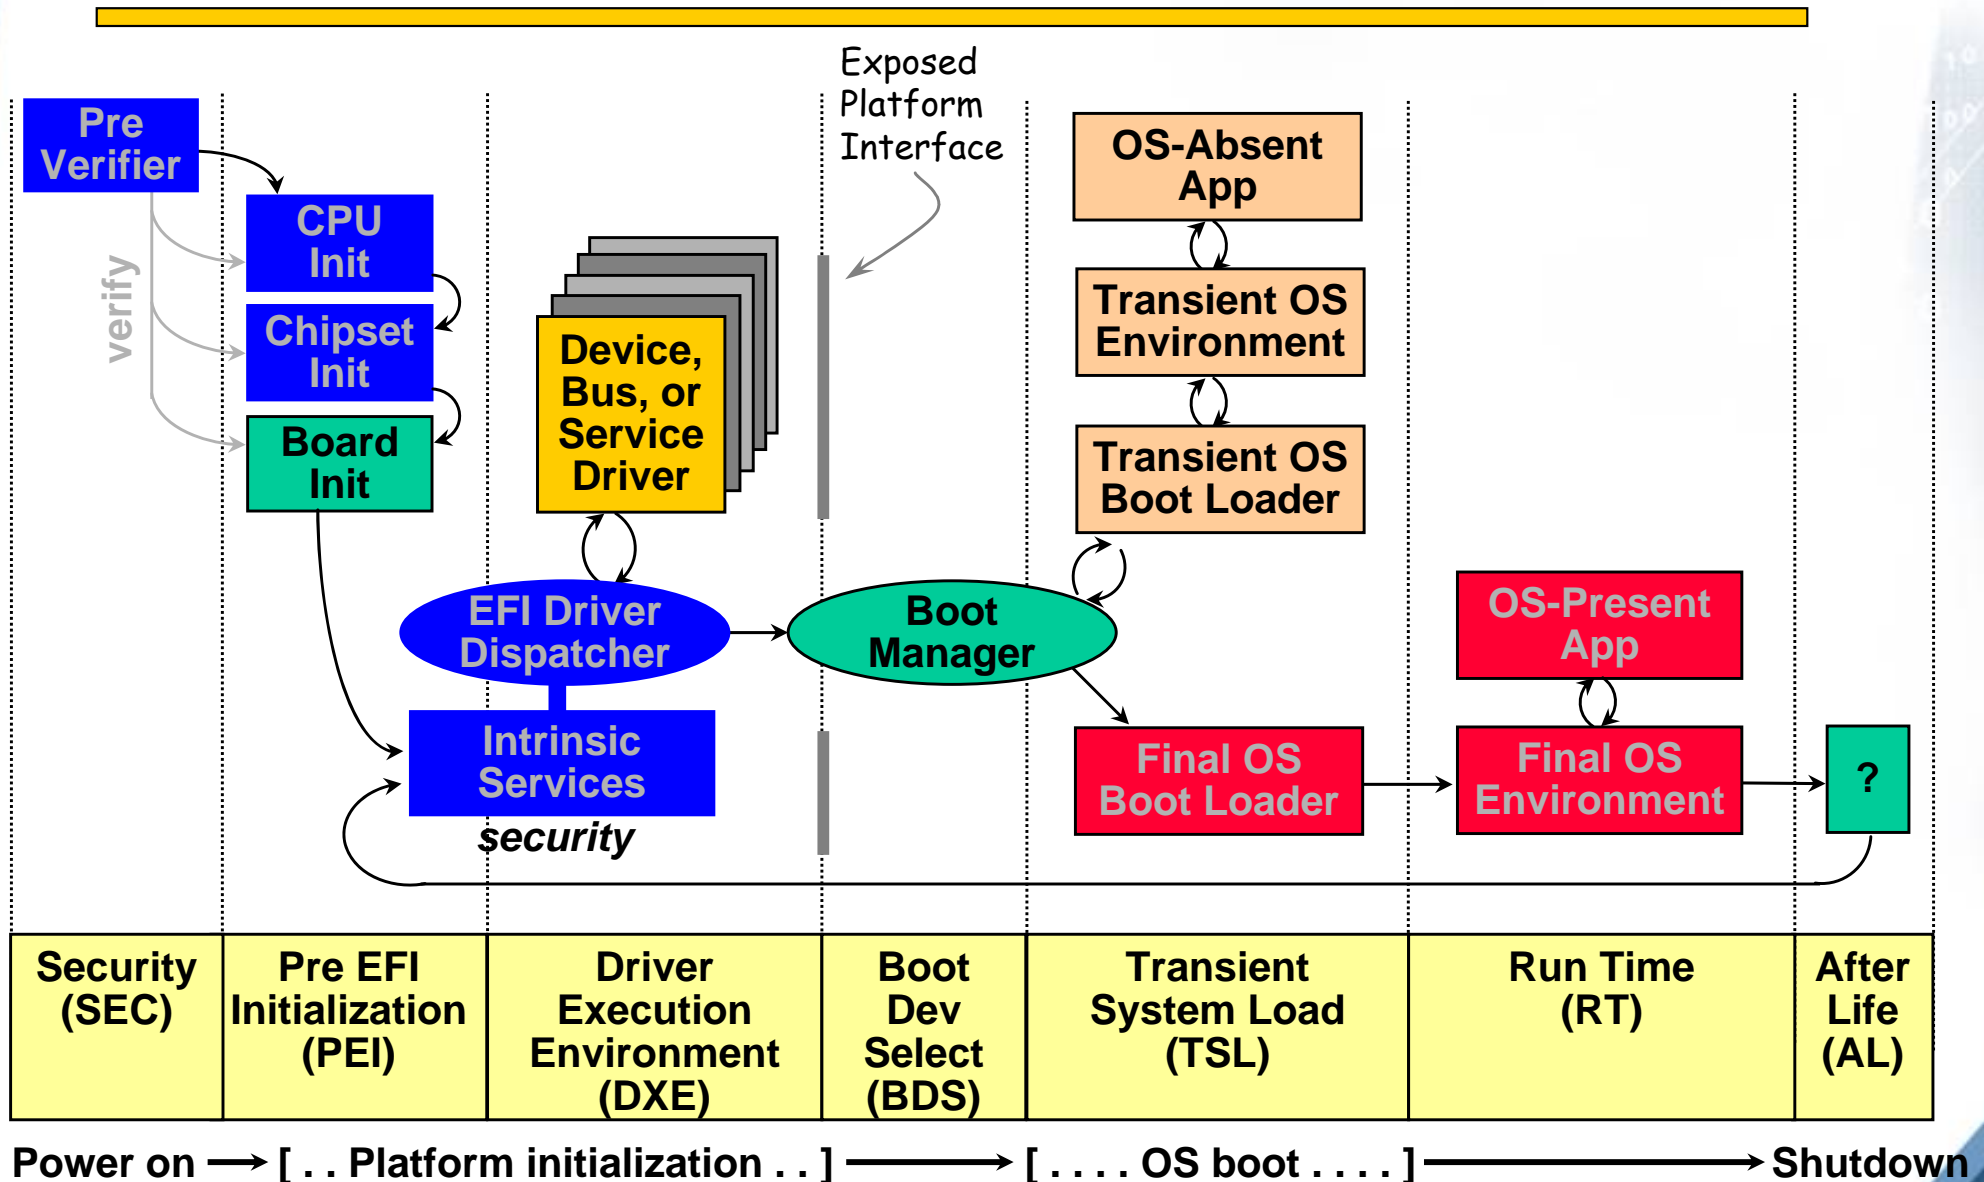 Exposed
Platform
Interface
Pre
Verifier
verify
CPU
Init
Chipset
Init
Board
Init
Device,
Bus, or
Service
Driver
EFI Driver
Dispatcher
Intrinsic
Services
security
Boot
Manager
OS-Absent
App
Transient OS
Environment
Transient OS
Boot Loader
Final OS
Boot Loader
OS-Present
App
Final OS
Environment
?
Security
(SEC)
Pre EFI
Initialization
(PEI)
Driver
Execution
Environment
(DXE)
Boot
Dev
Select
(BDS)
Transient
System Load
(TSL)
Run Time
(RT)
After
Life
(AL)
Power on [ . . Platform initialization . . ] [ . . . . OS boot . . . . ] Shutdown